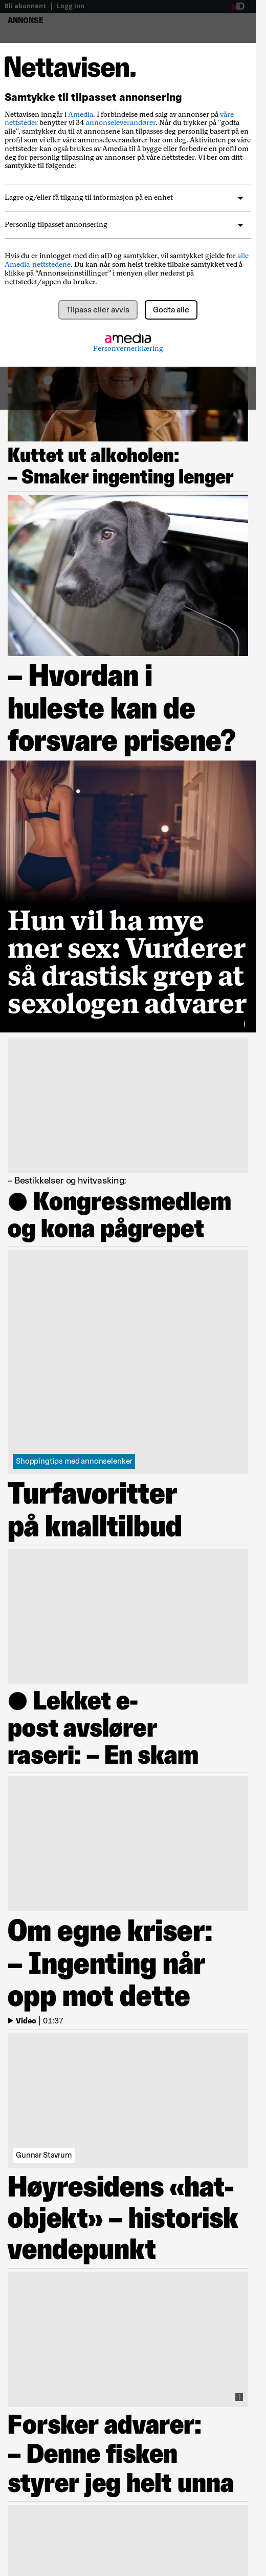 Bli abonnent | Logg inn
aID
ANNONSE
Nettavisen.
Samtykke til tilpasset annonsering
Nettavisen inngår i Amedia. I forbindelse med salg av annonser på våre
nettsteder benytter vi 34 annonseleverandører. Når du trykker på "godta
alle", samtykker du til at annonsene kan tilpasses deg personlig basert på en
profil som vi eller våre annonseleverandører har om deg. Aktiviteten på våre
nettsteder kan også brukes av Amedia til å bygge eller forbedre en profil om
deg for personlig tilpasning av annonser på våre nettsteder. Vi ber om ditt
samtykke til følgende:
Lagre og/eller få tilgang til informasjon på en enhet
Personlig tilpasset annonsering
Hvis du er innlogget med din aID og samtykker, vil samtykket gjelde for alle
Amedia-nettstedene. Du kan når som helst trekke tilbake samtykket ved å
klikke på “Annonseinnstillinger” i menyen eller nederst på
nettstedet/appen du bruker.
Tilpass eller avvis
Godta alle
amedia
Personvernerklæring
Kuttet ut alkoholen:
– Smaker ingenting lenger
– Hvordan i
huleste kan de
forsvare prisene?
Hun vil ha mye
mer sex: Vurderer
så drastisk grep at
sexologen advarer
– Bestikkelser og hvitvasking:
● Kongressmedlem
og kona pågrepet
Shoppingtips med annonselenker
Turfavoritter
på knalltilbud
● Lekket e-
post avslører
raseri: – En skam
Om egne kriser:
– Ingenting når
opp mot dette
Video | 01:37
Gunnar Stavrum
Høyresidens «hat-
objekt» – historisk
vendepunkt
Forsker advarer:
– Denne fisken
styrer jeg helt unna